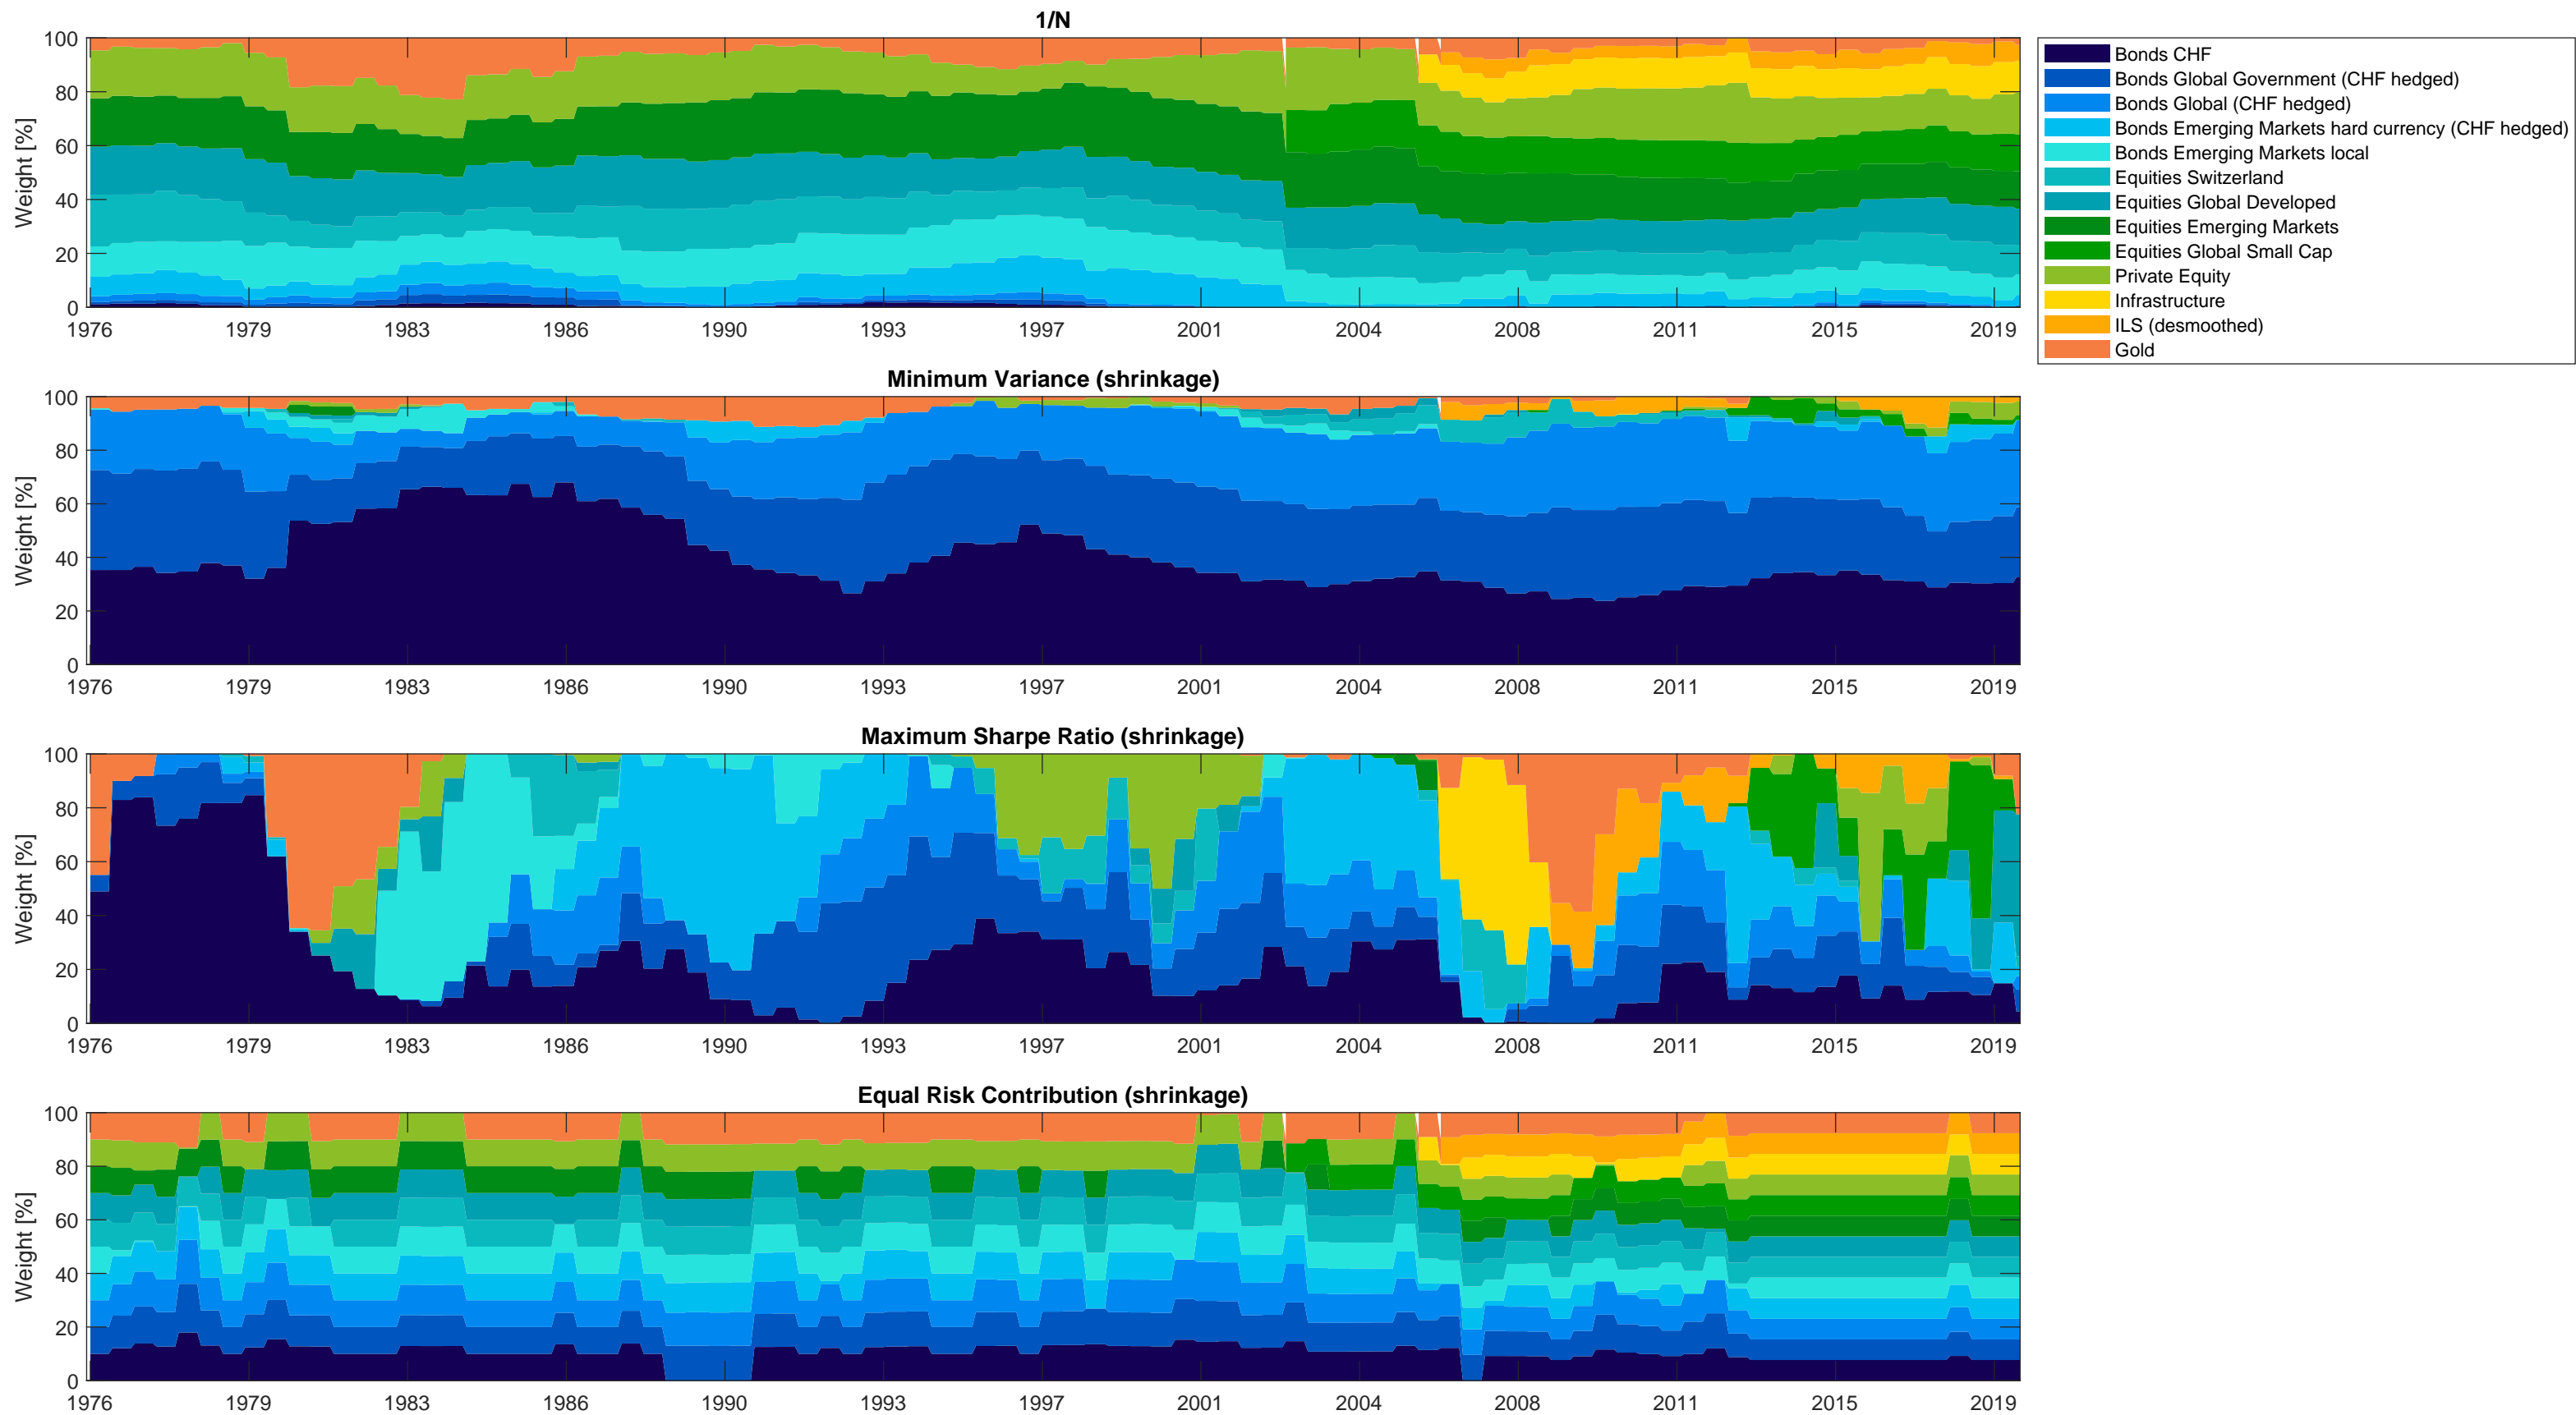 1/N
Weight [%]
100
80
60
40
20
0
1976 1979 1983 1986 1990 1993 1997 2001 2004 2008 2011 2015 2019
Bonds CHF
Bonds Global Government (CHF hedged)
Bonds Global (CHF hedged)
Bonds Emerging Markets hard currency (CHF hedged)
Bonds Emerging Markets local
Equities Switzerland
Equities Global Developed
Equities Emerging Markets
Equities Global Small Cap
Private Equity
Infrastructure
ILS (desmoothed)
Gold
Minimum Variance (shrinkage)
Weight [%]
100
80
60
40
20
0
1976 1979 1983 1986 1990 1993 1997 2001 2004 2008 2011 2015 2019
Maximum Sharpe Ratio (shrinkage)
Weight [%]
100
80
60
40
20
0
1976 1979 1983 1986 1990 1993 1997 2001 2004 2008 2011 2015 2019
Equal Risk Contribution (shrinkage)
Weight [%]
100
80
60
40
20
0
1976 1979 1983 1986 1990 1993 1997 2001 2004 2008 2011 2015 2019